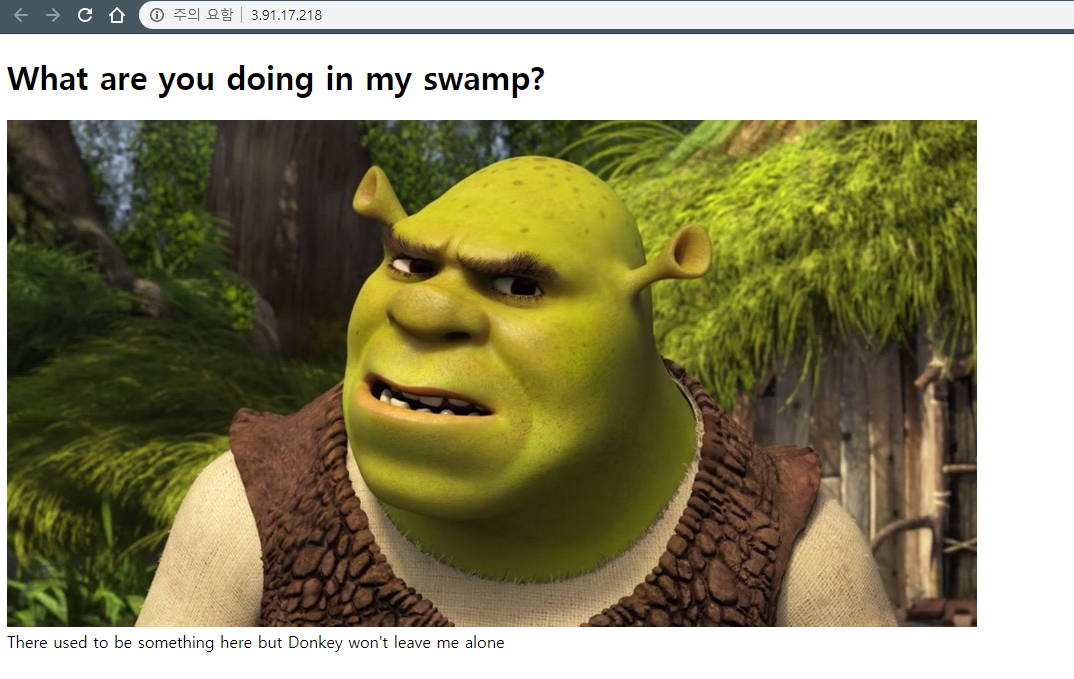 주의 요함 3.91.17.218
What are you doing in my swamp?
There used to be something here but Donkey won't leave me alone